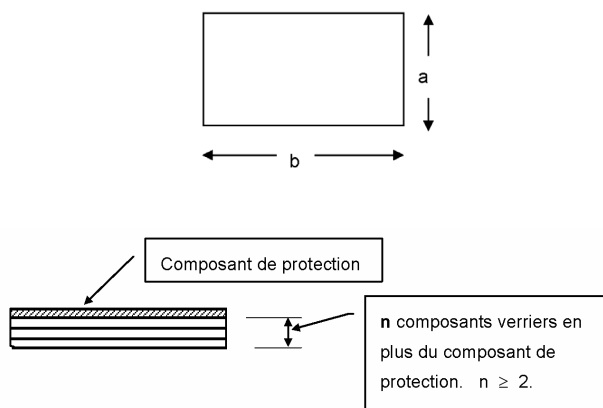 a
b
Composant de protection
n composants verriers en
plus du composant de
protection. n ≥ 2.